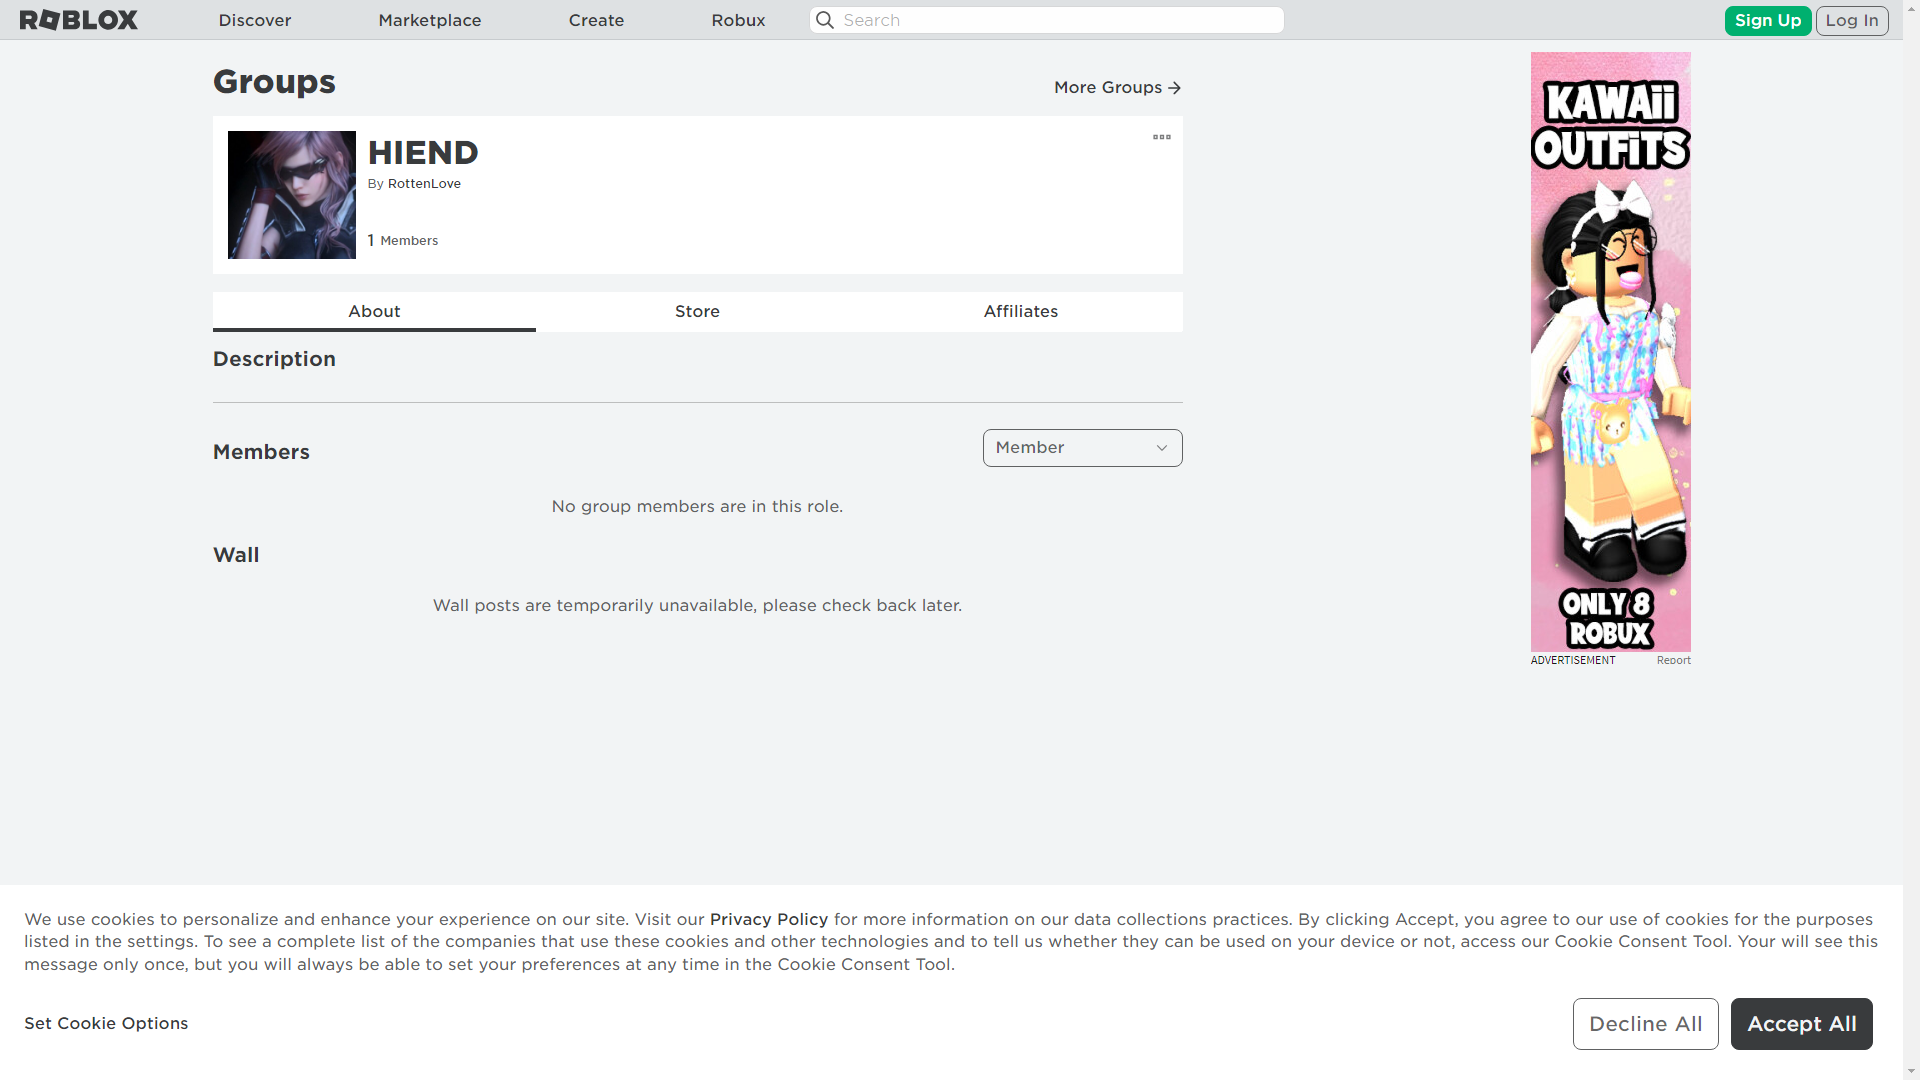 ROBLOX
Discover
Marketplace
Create
Robux
Search
Sign Up
Log In
Groups
More Groups
HIEND
By RottenLove
1 Members
About
Store
Affiliates
Description
Members
Member
No group members are in this role.
Wall
Wall posts are temporarily unavailable, please check back later.
KAWAii
OUTFiTS
ONLY 8
ROBUX
ADVERTISEMENT
Report
We use cookies to personalize and enhance your experience on our site. Visit our Privacy Policy for more information on our data collections practices. By clicking Accept, you agree to our use of cookies for the purposes
listed in the settings. To see a complete list of the companies that use these cookies and other technologies and to tell us whether they can be used on your device or not, access our Cookie Consent Tool. Your will see this
message only once, but you will always be able to set your preferences at any time in the Cookie Consent Tool.
Set Cookie Options
Decline All
Accept All